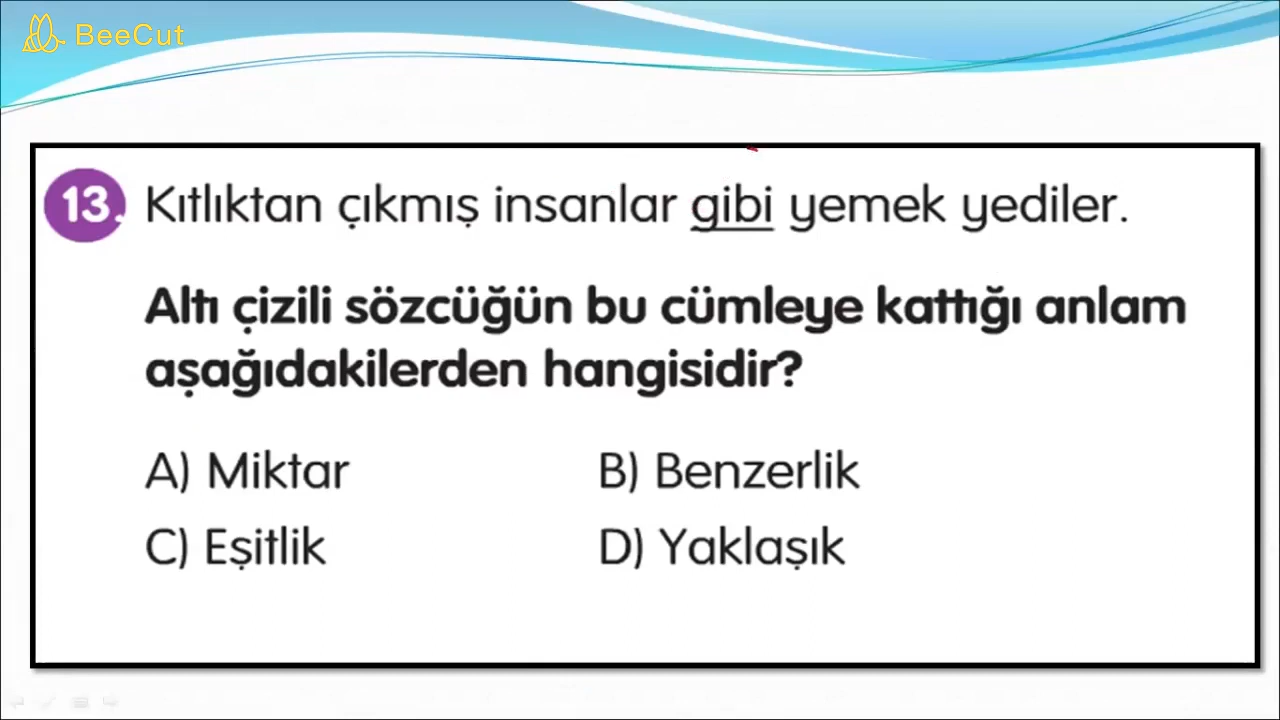 BeeCut
13. Kıtlıktan çıkmış insanlar gibi yemek yediler.
Altı çizili sözcüğün bu cümleye kattığı anlam
aşağıdakilerden hangisidir?
A) Miktar B) Benzerlik
C) Eşitlik D) Yaklaşık